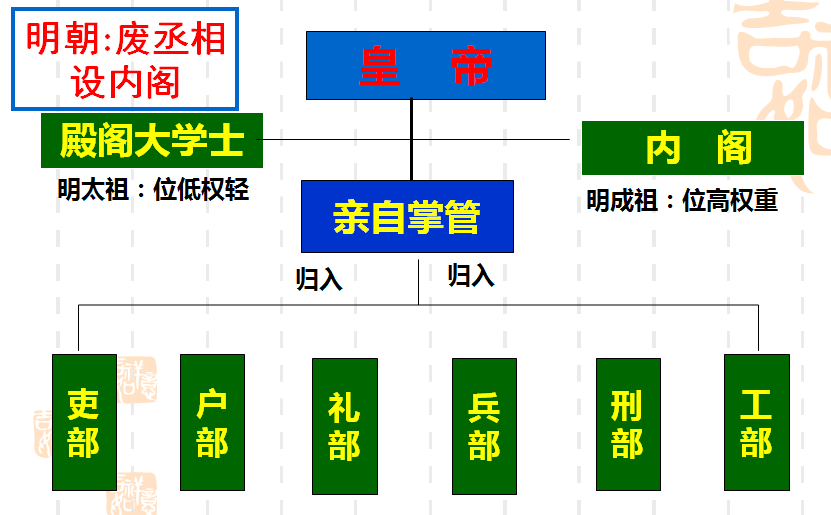 明朝:废丞相
设内阁
皇 帝
殿阁大学士
内 阁
明太祖：位低权轻
明成祖：位高权重
亲自掌管
归入
归入
吏部
户部
礼部
兵部
刑部
工部